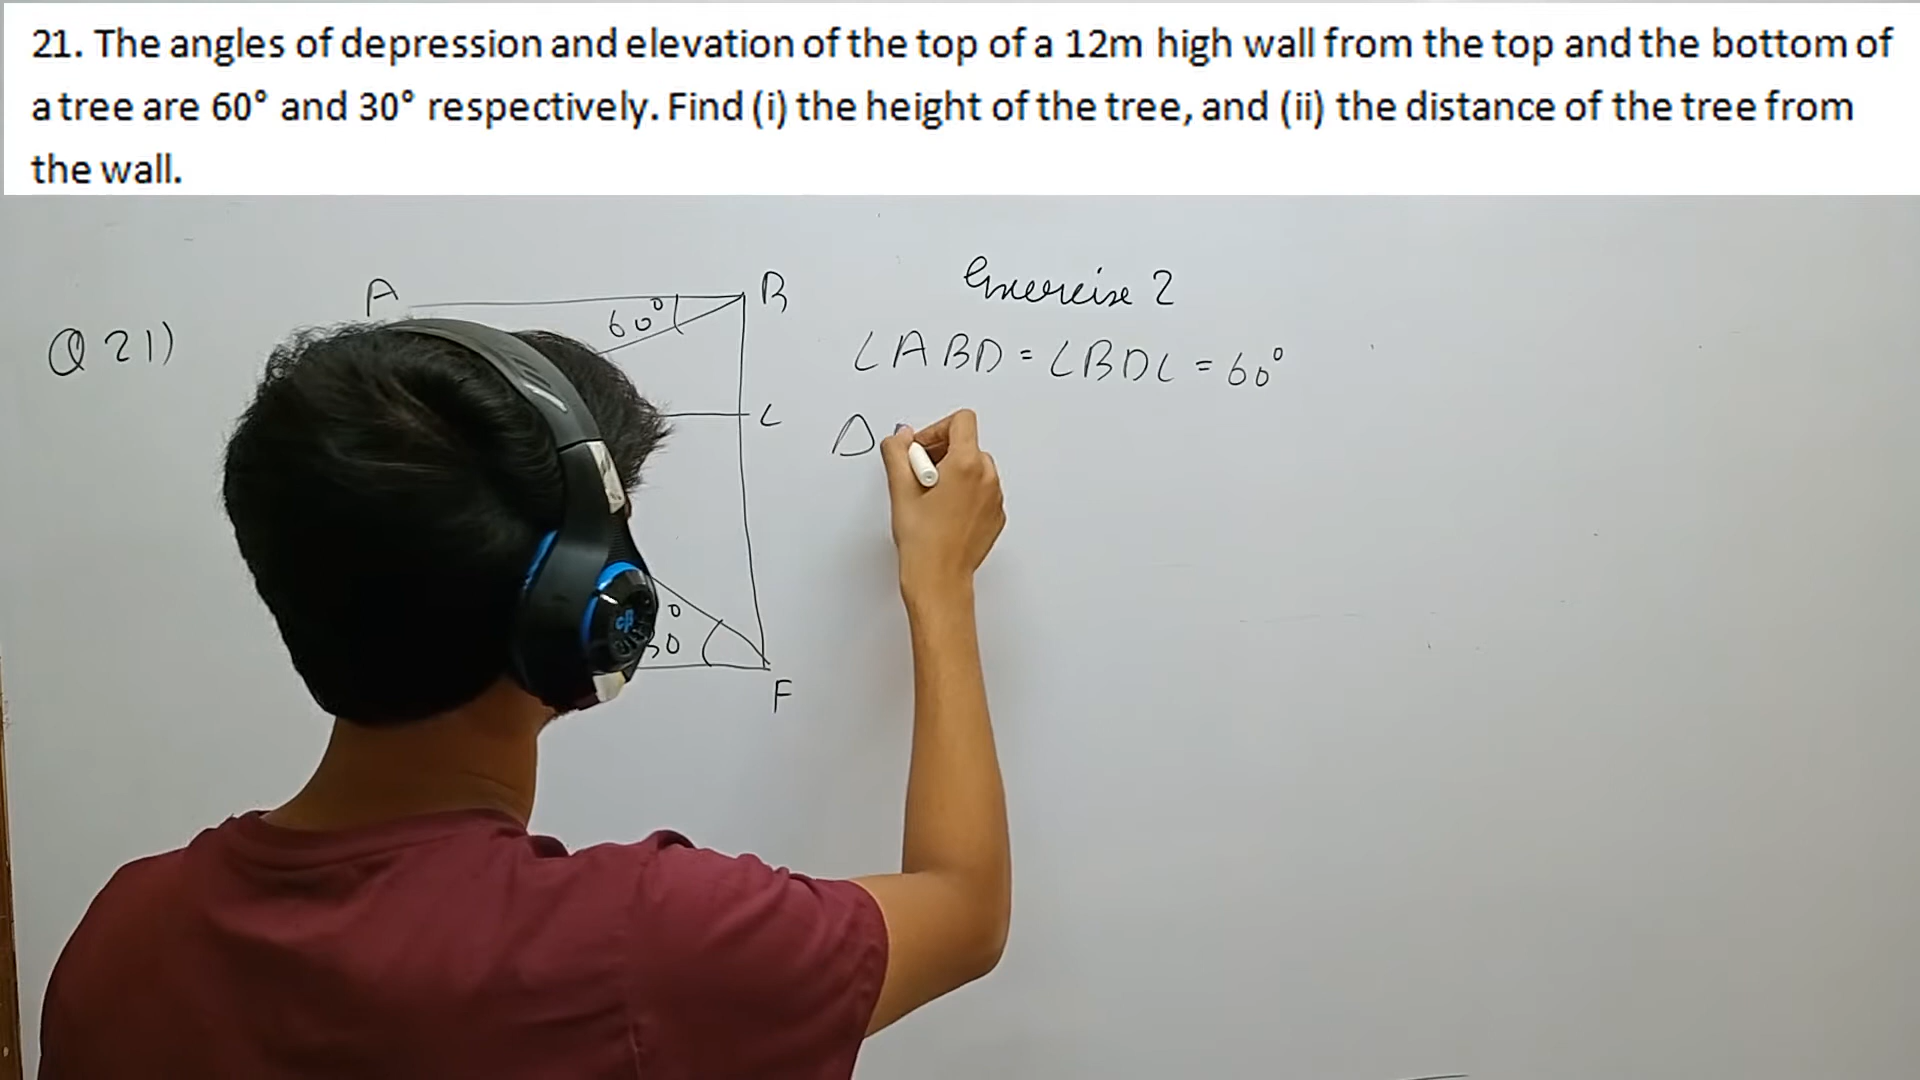 21. The angles of depression and elevation of the top of a 12m high wall from the top and the bottom of
a tree are 60° and 30° respectively. Find (i) the height of the tree, and (ii) the distance of the tree from
the wall.
Exercise 2
Q 21)
A
B
60°
∠ABD = ∠BDC = 60°
C
Δ
30°
F